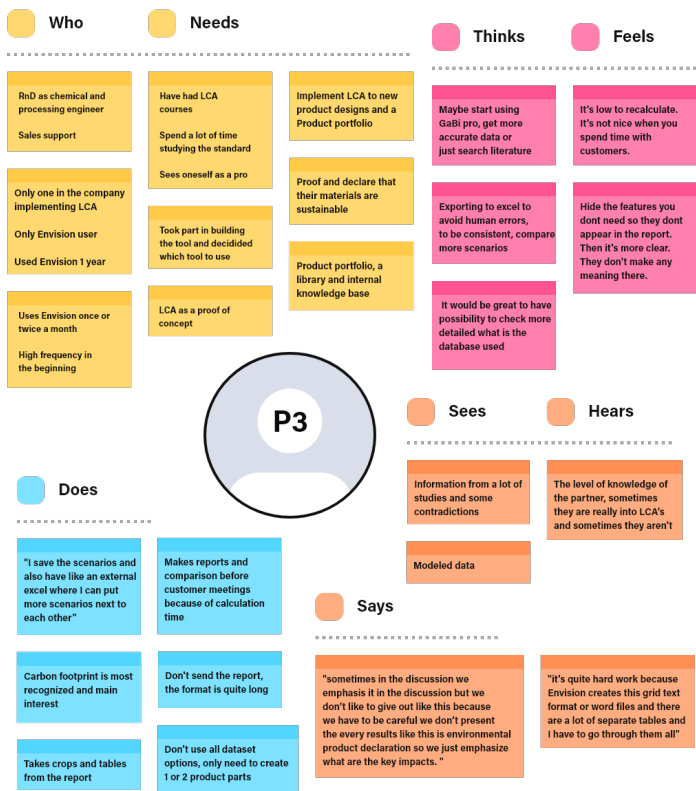 Who
RnD as chemical and
processing engineer
Sales support
Only one in the company
implementing LCA
Only Envision user
Used Envision 1 year
Uses Envision once or
twice a month
High frequency in
the beginning
Needs
Have had LCA
courses
Spend a lot of time
studying the standard
Sees oneself as a pro
Took part in building
the tool and decidided
which tool to use
LCA as a proof of
concept
Implement LCA to new
product designs and a
Product portfolio
Proof and declare that
their materials are
sustainable
Product portfolio, a
library and internal
knowledge base
Thinks
Maybe start using
GaBi pro, get more
accurate data or
just search literature
Exporting to excel to
avoid human errors,
to be consistent, compare
more scenarios
It would be great to have
possibility to check more
detailed what is the
database used
Feels
It's low to recalculate.
It's not nice when you
spend time with
customers.
Hide the features you
dont need so they dont
appear in the report.
Then it's more clear.
They don't make any
meaning there.
P3
Sees
Information from a lot of
studies and some
contradictions
Modeled data
Hears
The level of knowledge of
the partner, sometimes
they are really into LCA's
and sometimes they aren't
Does
"I save the scenarios and
also have like an external
excel where I can put
more scenarios next to
each other"
Carbon footprint is most
recognized and main
interest
Takes crops and tables
from the report
Makes reports and
comparison before
customer meetings
because of calculation
time
Don't send the report,
the format is quite long
Don't use all dataset
options, only need to create
1 or 2 product parts
Says
"sometimes in the discussion we
emphasis it in the discussion but we
don't like to give out like this because
we have to be careful we don't present
the every results like this is environmental
product declaration so we just emphasize
what are the key impacts. "
"it's quite hard work because
Envision creates this grid text
format or word files and there
are a lot of separate tables and
I have to go through them all"